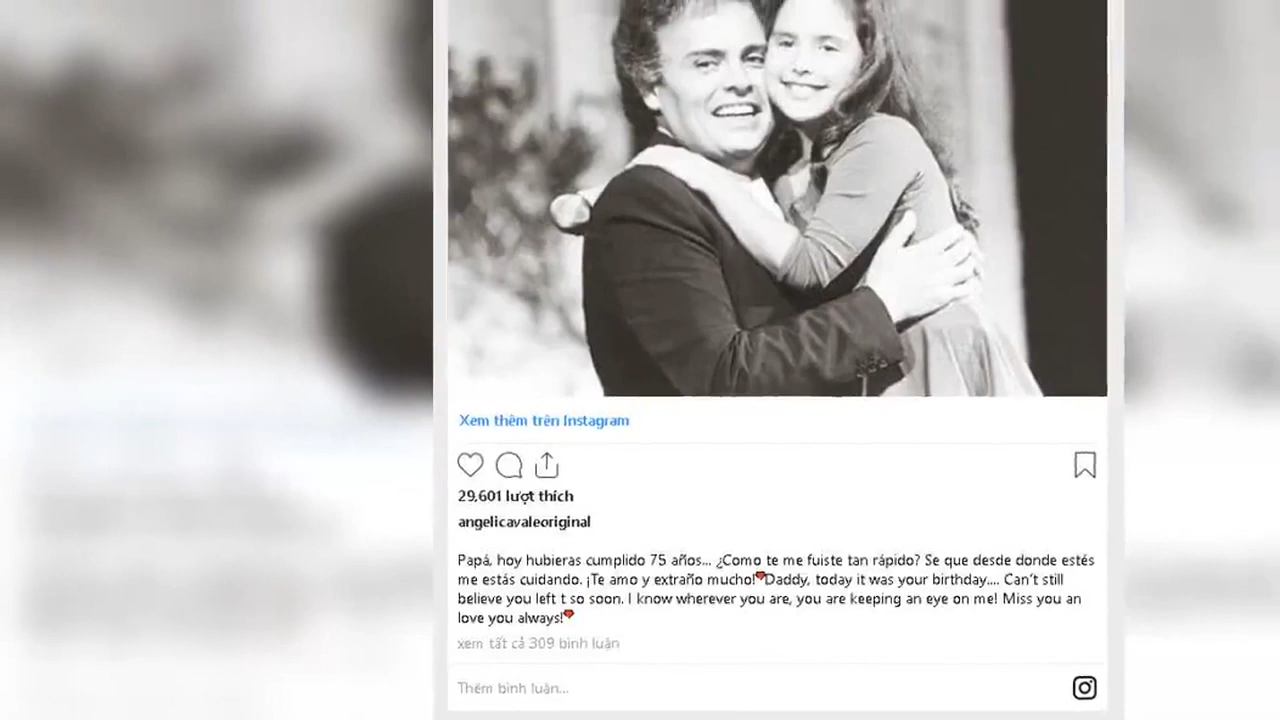 Xem thêm trên Instagram
29,601 lượt thích
angelicavaleoriginal
Papá, hoy hubieras cumplido 75 años... ¿Como te me fuiste tan rápido? Se que desde donde estés
me estás cuidando. ¡Te amo y extraño mucho!❤Daddy, today it was your birthday.... Can't still
believe you left t so soon. I know wherever you are, you are keeping an eye on me! Miss you an
love you always!❤
xem tất cả 309 bình luận
Thêm bình luận...